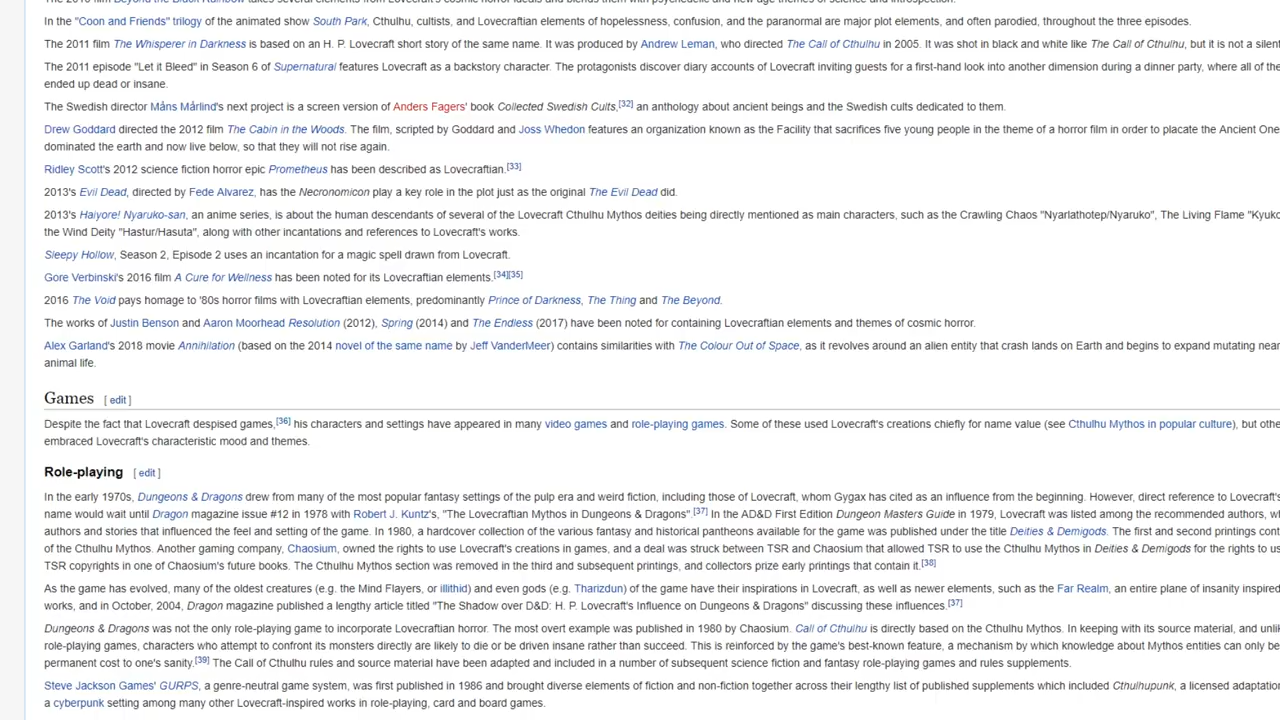 In the "Coon and Friends" trilogy of the animated show South Park, Cthulhu, cultists, and Lovecraftian elements of hopelessness, confusion, and the paranormal are major plot elements, and often parodied, throughout the three episodes.
The 2011 film The Whisperer in Darkness is based on an H. P. Lovecraft short story of the same name. It was produced by Andrew Leman, who directed The Call of Cthulhu in 2005. It was shot in black and white like The Call of Cthulhu, but it is not a silent
The 2011 episode "Let it Bleed" in Season 6 of Supernatural features Lovecraft as a backstory character. The protagonists discover diary accounts of Lovecraft inviting guests for a first-hand look into another dimension during a dinner party, where all of the
ended up dead or insane.
The Swedish director Måns Mårlind's next project is a screen version of Anders Fagers' book Collected Swedish Cults,[32] an anthology about ancient beings and the Swedish cults dedicated to them.
Drew Goddard directed the 2012 film The Cabin in the Woods. The film, scripted by Goddard and Joss Whedon features an organization known as the Facility that sacrifices five young people in the theme of a horror film in order to placate the Ancient One
dominated the earth and now live below, so that they will not rise again.
Ridley Scott's 2012 science fiction horror epic Prometheus has been described as Lovecraftian.[33]
2013's Evil Dead, directed by Fede Alvarez, has the Necronomicon play a key role in the plot just as the original The Evil Dead did.
2013's Haiyore! Nyaruko-san, an anime series, is about the human descendants of several of the Lovecraft Cthulhu Mythos deities being directly mentioned as main characters, such as the Crawling Chaos "Nyarlathotep/Nyaruko", The Living Flame "Kyuko
the Wind Deity "Hastur/Hasuta", along with other incantations and references to Lovecraft's works.
Sleepy Hollow, Season 2, Episode 2 uses an incantation for a magic spell drawn from Lovecraft.
Gore Verbinski's 2016 film A Cure for Wellness has been noted for its Lovecraftian elements.[34][35]
2016 The Void pays homage to '80s horror films with Lovecraftian elements, predominantly Prince of Darkness, The Thing and The Beyond.
The works of Justin Benson and Aaron Moorhead Resolution (2012), Spring (2014) and The Endless (2017) have been noted for containing Lovecraftian elements and themes of cosmic horror.
Alex Garland's 2018 movie Annihilation (based on the 2014 novel of the same name by Jeff VanderMeer) contains similarities with The Colour Out of Space, as it revolves around an alien entity that crash lands on Earth and begins to expand mutating near
animal life.
Games [ edit ]
Despite the fact that Lovecraft despised games,[36] his characters and settings have appeared in many video games and role-playing games. Some of these used Lovecraft's creations chiefly for name value (see Cthulhu Mythos in popular culture), but othe
embraced Lovecraft's characteristic mood and themes.
Role-playing [ edit ]
In the early 1970s, Dungeons & Dragons drew from many of the most popular fantasy settings of the pulp era and weird fiction, including those of Lovecraft, whom Gygax has cited as an influence from the beginning. However, direct reference to Lovecraft's
name would wait until Dragon magazine issue #12 in 1978 with Robert J. Kuntz's, "The Lovecraftian Mythos in Dungeons & Dragons".[37] In the AD&D First Edition Dungeon Masters Guide in 1979, Lovecraft was listed among the recommended authors, wh
authors and stories that influenced the feel and setting of the game. In 1980, a hardcover collection of the various fantasy and historical pantheons available for the game was published under the title Deities & Demigods. The first and second printings cont
of the Cthulhu Mythos. Another gaming company, Chaosium, owned the rights to use Lovecraft's creations in games, and a deal was struck between TSR and Chaosium that allowed TSR to use the Cthulhu Mythos in Deities & Demigods for the rights to us
TSR copyrights in one of Chaosium's future books. The Cthulhu Mythos section was removed in the third and subsequent printings, and collectors prize early printings that contain it.[38]
As the game has evolved, many of the oldest creatures (e.g. the Mind Flayers, or illithid) and even gods (e.g. Tharizdun) of the game have their inspirations in Lovecraft, as well as newer elements, such as the Far Realm, an entire plane of insanity inspired
works, and in October, 2004, Dragon magazine published a lengthy article titled "The Shadow over D&D: H. P. Lovecraft's Influence on Dungeons & Dragons" discussing these influences.[37]
Dungeons & Dragons was not the only role-playing game to incorporate Lovecraftian horror. The most overt example was published in 1980 by Chaosium. Call of Cthulhu is directly based on the Cthulhu Mythos. In keeping with its source material, and unlik
role-playing games, characters who attempt to confront its monsters directly are likely to die or be driven insane rather than succeed. This is reinforced by the game's best-known feature, a mechanism by which knowledge about Mythos entities can only be
permanent cost to one's sanity.[39] The Call of Cthulhu rules and source material have been adapted and included in a number of subsequent science fiction and fantasy role-playing games and rules supplements.
Steve Jackson Games' GURPS, a genre-neutral game system, was first published in 1986 and brought diverse elements of fiction and non-fiction together across their lengthy list of published supplements which included Cthulhupunk, a licensed adaptation
a cyberpunk setting among many other Lovecraft-inspired works in role-playing, card and board games.